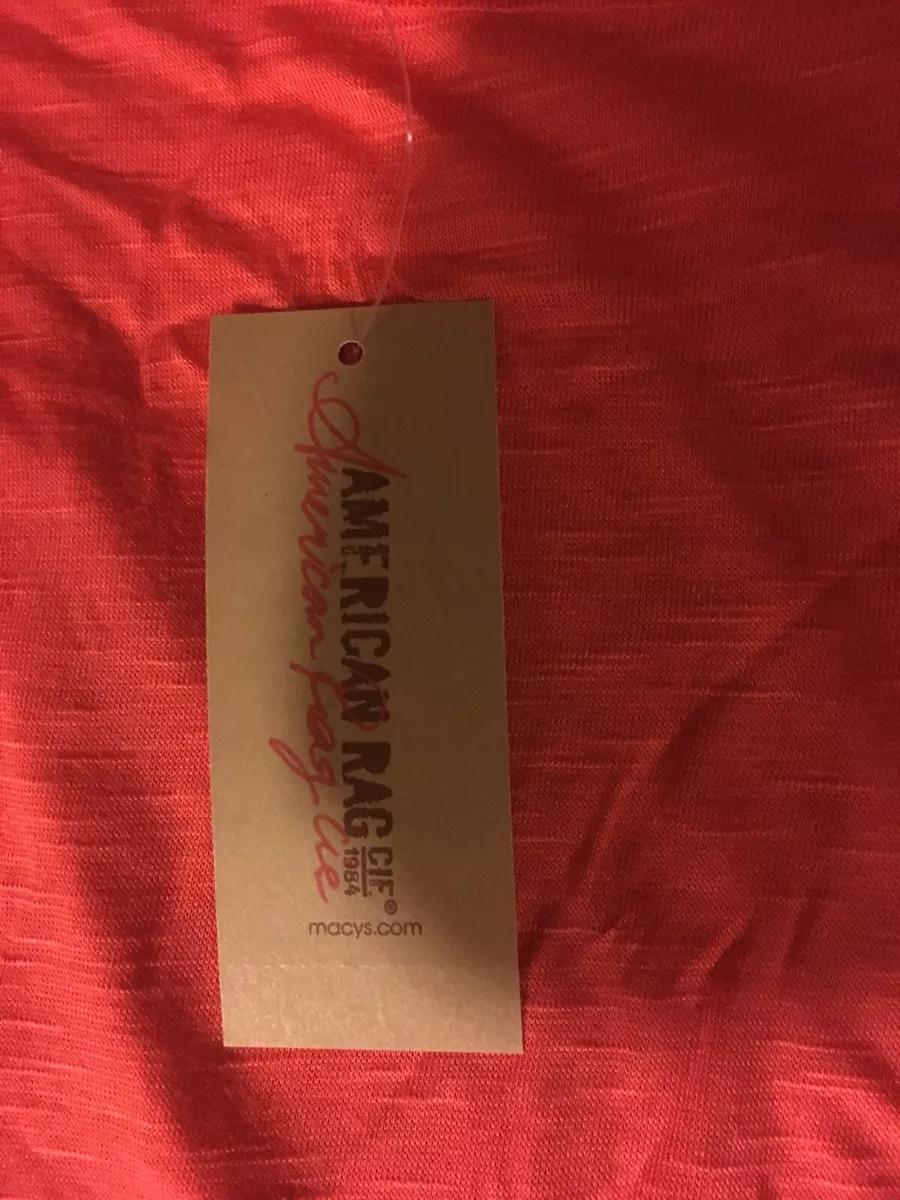 AMERICAN RAG CIE®
1984
American Rag Cie
macys.com